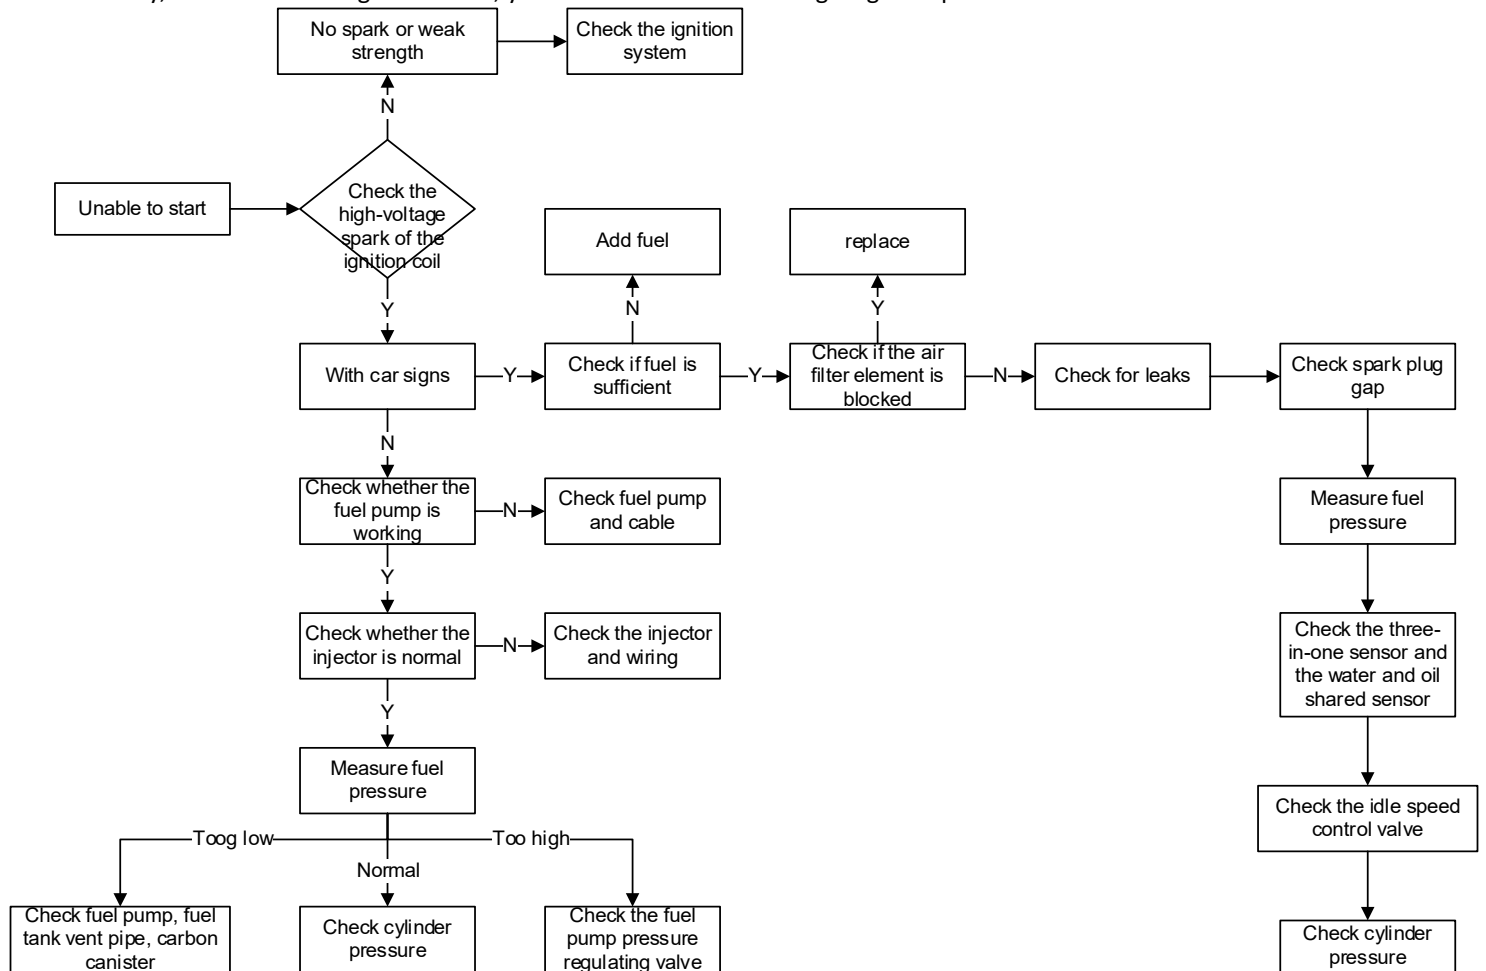 No spark or weak
strength
Check the ignition
system
N
Unable to start
Check the
high-voltage
spark of the
ignition coil
Add fuel
replace
Y
N
Y
With car signs
Y
Check if fuel is
sufficient
Y
Check if the air
filter element is
blocked
N
Check for leaks
Check spark plug
gap
N
Check whether the
fuel pump is
working
N
Check fuel pump
and cable
Measure fuel
pressure
Y
Check whether the
injector is normal
N
Check the injector
and wiring
Check the three-
in-one sensor and
the water and oil
shared sensor
Y
Measure fuel
pressure
Check the idle speed
control valve
Toog low
Too high
Normal
Check fuel pump, fuel
tank vent pipe, carbon
canister
Check cylinder
pressure
Check the fuel
pump pressure
regulating valve
Check cylinder
pressure